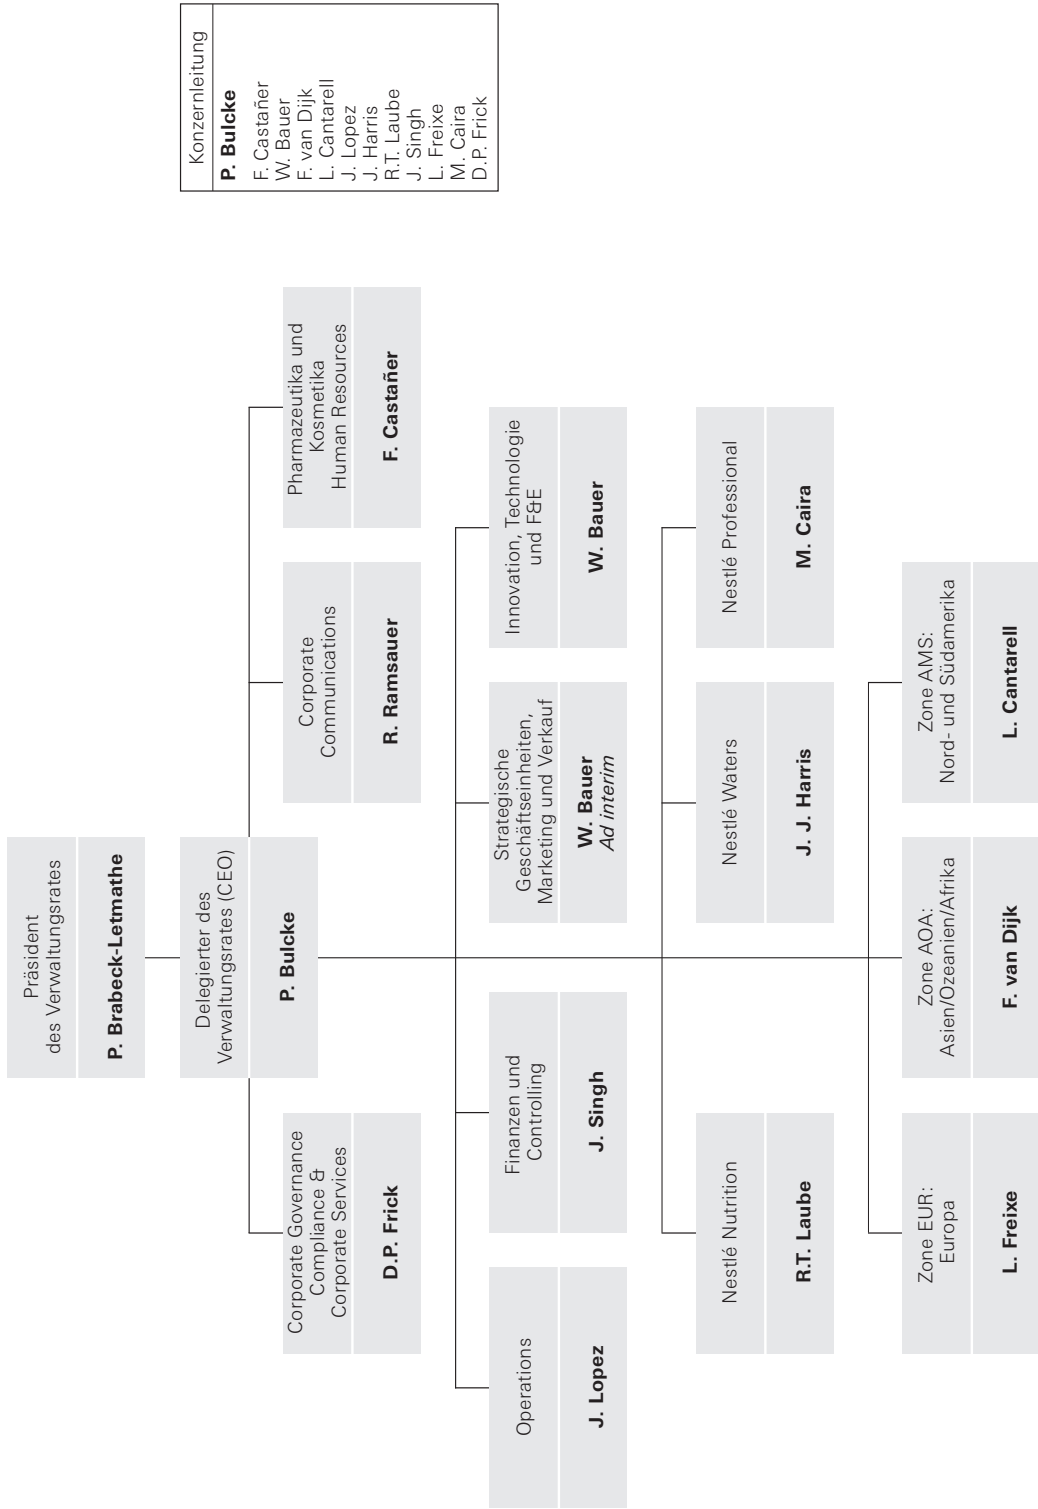 Präsident
des Verwaltungsrates
P. Brabeck-Letmathe
Konzernleitung
P. Bulcke
F. Castañer
W. Bauer
F. van Dijk
L. Cantarell
J. Lopez
J. Harris
R.T. Laube
J. Singh
L. Freixe
M. Caira
D.P. Frick
Delegierter des
Verwaltungsrates (CEO)
P. Bulcke
Corporate Governance
Compliance &
Corporate Services
D.P. Frick
Corporate
Communications
R. Ramsauer
Pharmazeutika und
Kosmetika
Human Resources
F. Castañer
Operations
J. Lopez
Finanzen und
Controlling
J. Singh
Strategische
Geschäftseinheiten,
Marketing und Verkauf
W. Bauer
Ad interim
Innovation, Technologie
und F&E
W. Bauer
Nestlé Nutrition
R.T. Laube
Nestlé Waters
J. J. Harris
Nestlé Professional
M. Caira
Zone EUR:
Europa
L. Freixe
Zone AOA:
Asien/Ozeanien/Afrika
F. van Dijk
Zone AMS:
Nord- und Südamerika
L. Cantarell